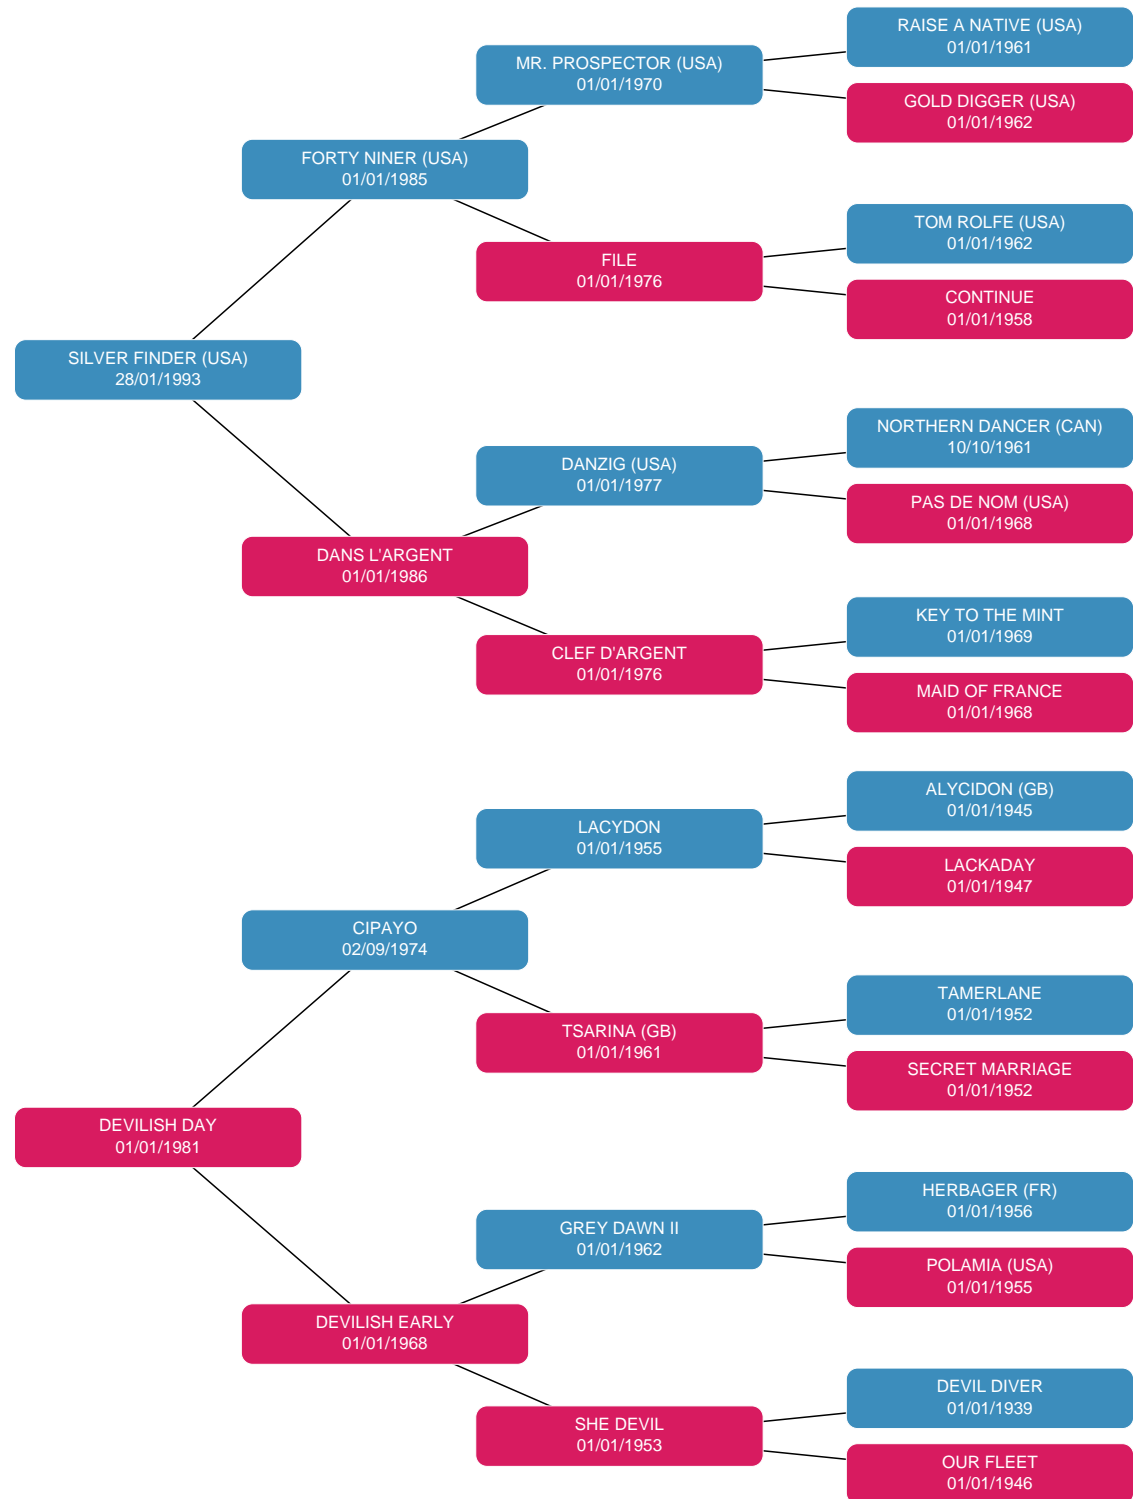 RAISE A NATIVE (USA)
01/01/1961
MR. PROSPECTOR (USA)
01/01/1970
GOLD DIGGER (USA)
01/01/1962
FORTY NINER (USA)
01/01/1985
TOM ROLFE (USA)
01/01/1962
FILE
01/01/1976
CONTINUE
01/01/1958
SILVER FINDER (USA)
28/01/1993
NORTHERN DANCER (CAN)
10/10/1961
DANZIG (USA)
01/01/1977
PAS DE NOM (USA)
01/01/1968
DANS L'ARGENT
01/01/1986
KEY TO THE MINT
01/01/1969
CLEF D'ARGENT
01/01/1976
MAID OF FRANCE
01/01/1968
ALYCIDON (GB)
01/01/1945
LACYDON
01/01/1955
LACKADAY
01/01/1947
CIPAYO
02/09/1974
TAMERLANE
01/01/1952
TSARINA (GB)
01/01/1961
SECRET MARRIAGE
01/01/1952
DEVILISH DAY
01/01/1981
HERBAGER (FR)
01/01/1956
GREY DAWN II
01/01/1962
POLAMIA (USA)
01/01/1955
DEVILISH EARLY
01/01/1968
DEVIL DIVER
01/01/1939
SHE DEVIL
01/01/1953
OUR FLEET
01/01/1946